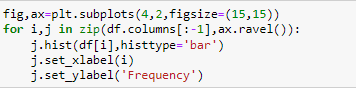 fig,ax=plt.subplots(4,2,figsize=(15,15))
for i,j in zip(df.columns[:-1],ax.ravel()):
    j.hist(df[i],histtype='bar')
    j.set_xlabel(i)
    j.set_ylabel('Frequency')